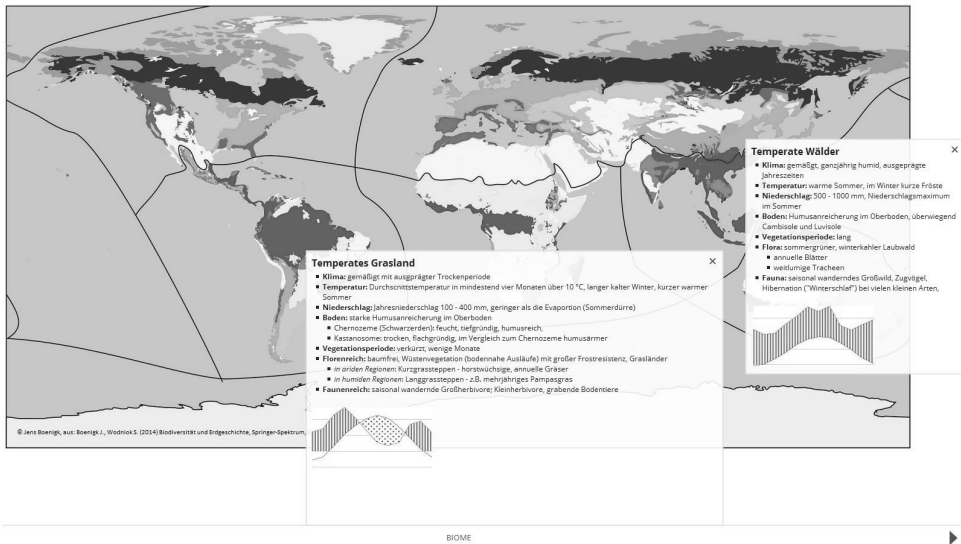 Temperate Wälder
Klima: gemäßgt, ganzjährig humid, ausgeprägte
Jahreszeiten
Temperatur: warme Sommer, im Winter kurze Fröste
Niederschlag: 500 - 1000 mm, Niederschlagsmaximum
im Sommer
Boden: Humusanreicherung im Oberboden, überwiegend
Cambisole und Luvisole
Vegetationsperiode: lang
Flora: sommergrüner, winterkahler Laubwald
annuelle Blätter
weitlumige Tracheen
Fauna: saisonal wanderndes Großwild, Zugvögel,
Hibernation ("Winterschlaf") bei vielen kleinen Arten,
Temperates Grasland
Klima: gemäßigt mit ausgprägter Trockenperiode
Temperatur: Durchsnittstemperatur in mindestend vier Monaten über 10 °C, langer kalter Winter, kurzer warmer
Sommer
Niederschlag: Jahresniederschlag 100 - 400 mm, geringer als die Evaportion (Sommerdürre)
Boden: starke Humusanreicherung im Oberboden
Chernozeme (Schwarzerden): feucht, tiefgründig, humusreich,
Kastanosome: trocken, flachgründig, im Vergleich zum Chernozeme humusärmer
Vegetationsperiode: verkürzt, wenige Monate
Florenreich: baumfrei, Wüstenvegetation (bodennahe Ausläufe) mit großer Frostresistenz, Grasländer
in ariden Regionen: Kurzgrassteppen - horstwüchsige, annuelle Gräser
in humiden Regionen: Langgrassteppen - z.B. mehrjähriges Pampasgras
Faunenreich: saisonal wandernde Großherbivore; Kleinherbivore, grabende Bodentiere
© Jens Boenigk, aus: Boenigk J., Wodniok S. (2014) Biodiversität und Erdgeschichte, Springer-Spektrum,
BIOME